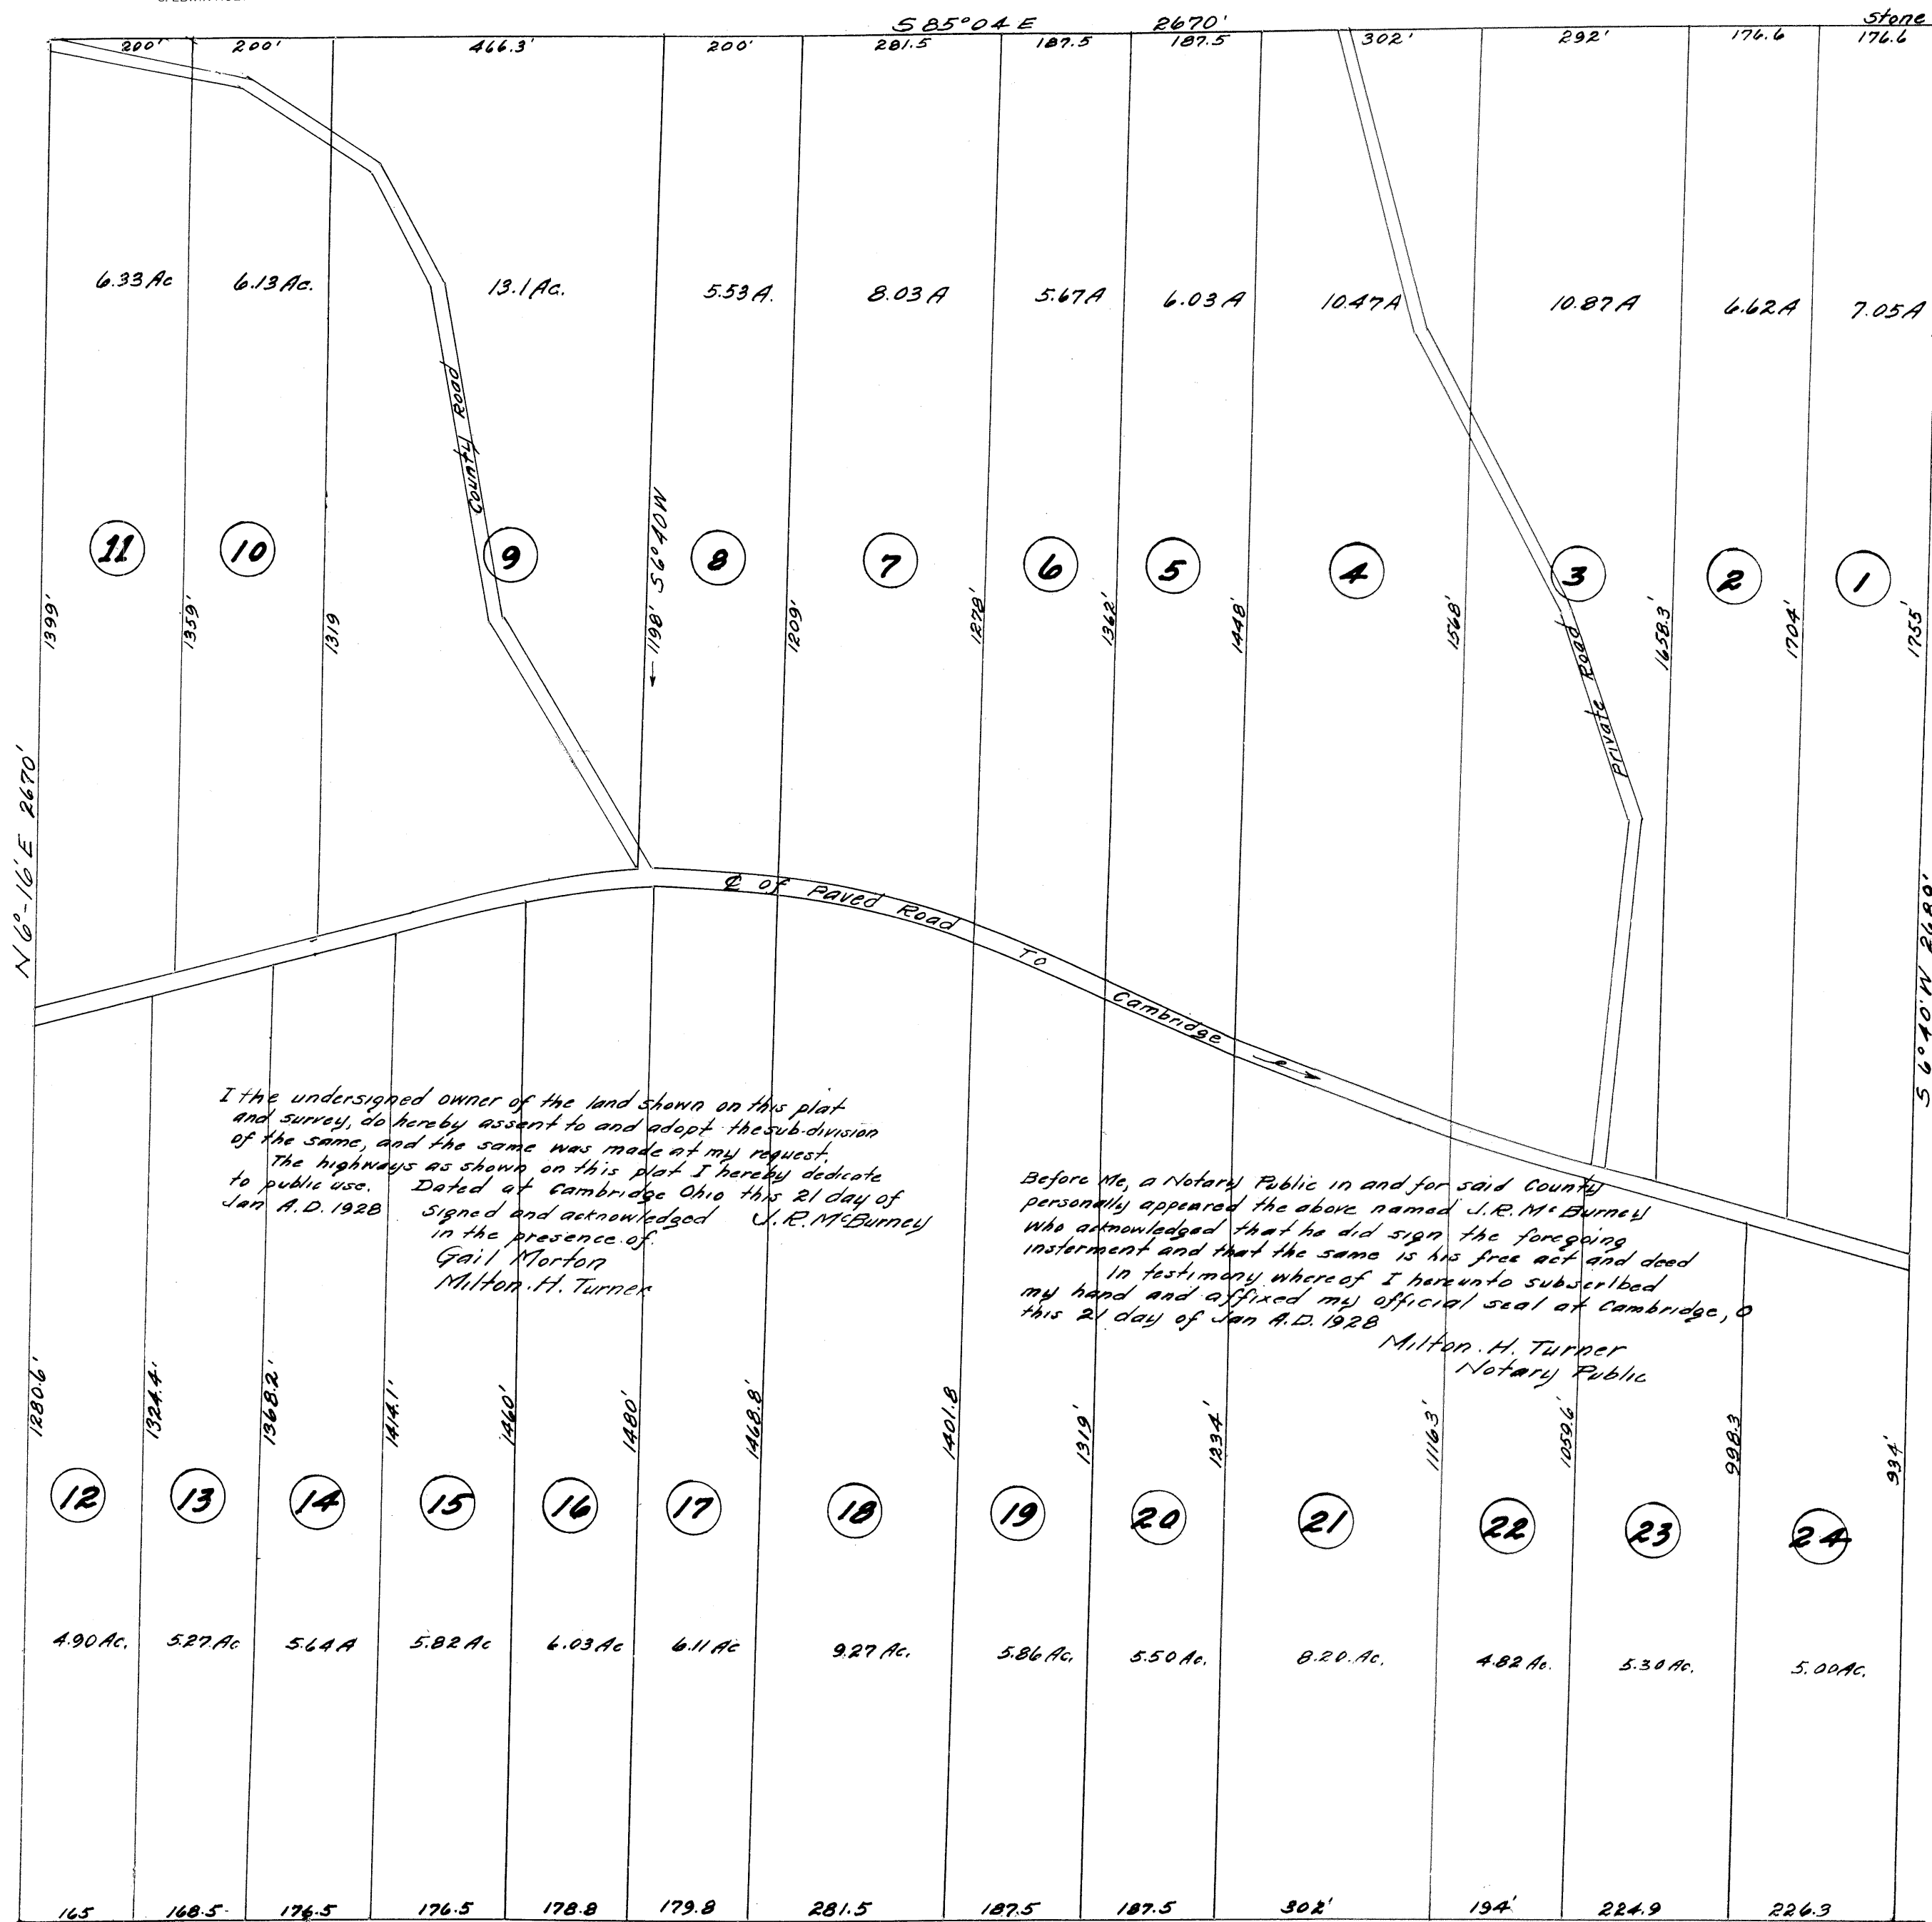 S 85°04 E 2670' Stone
200' 200' 466.3' 200' 281.5 187.5 187.5 302' 292' 176.6 176.6
6.33 Ac 6.13 Ac. 13.1 Ac. 5.53 A. 8.03 A 5.67 A 6.03 A 10.47 A 10.87 A 6.62 A 7.05 A
County Road
11 10 9 8 7 6 5 4 3 2 1
1399' 1359' 1319 ←1198' S 6° 40 W 1209' 1278' 1362' 1448' 1568' 1658.3' 1704' 1755'
Private Road
N 6°-16' E 2670'
S 6° 40' W 2689'
℄ of Paved Road To Cambridge
I the undersigned owner of the land shown on this plat
and survey, do hereby assent to and adopt the sub-division
of the same, and the same was made at my request.
The highways as shown on this plat I hereby dedicate
to public use. Dated at Cambridge Ohio this 21 day of
Jan A.D. 1928 signed and acknowledged J.R. McBurney
in the presence of.
Gail Morton
Milton. H. Turner
Before Me, a Notary Public in and for said County
personally appeared the above named J.R. McBurney
who acknowledged that he did sign the foregoing
insterment and that the same is his free act and deed
In testimony whereof I hereunto subscribed
my hand and affixed my official seal at Cambridge, O
this 21 day of Jan A.D. 1928
Milton. H. Turner
Notary Public
1280.6' 1324.4' 1368.2' 1414.1' 1460' 1480' 1468.8' 1401.8 1319' 1234' 1116.3' 1059.6' 998.3 934'
12 13 14 15 16 17 18 19 20 21 22 23 24
4.90 Ac. 5.27 Ac 5.64 A 5.82 Ac 6.03 Ac 6.11 Ac 9.27 Ac. 5.86 Ac. 5.50 Ac. 8.20. Ac. 4.82 Ac. 5.30 Ac. 5.00 Ac.
165 168.5 176.5 176.5 178.8 179.8 281.5 187.5 187.5 302' 194' 224.9 226.3